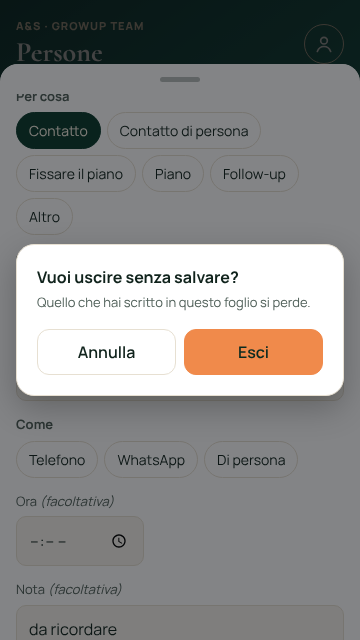 A&S · GROWUP TEAM
Persone
Per cosa
Contatto
Contatto di persona
Fissare il piano
Piano
Follow-up
Altro
Vuoi uscire senza salvare?
Quello che hai scritto in questo foglio si perde.
Annulla
Esci
Come
Telefono
WhatsApp
Di persona
Ora (facoltativa)
--:-- --
Nota (facoltativa)
da ricordare